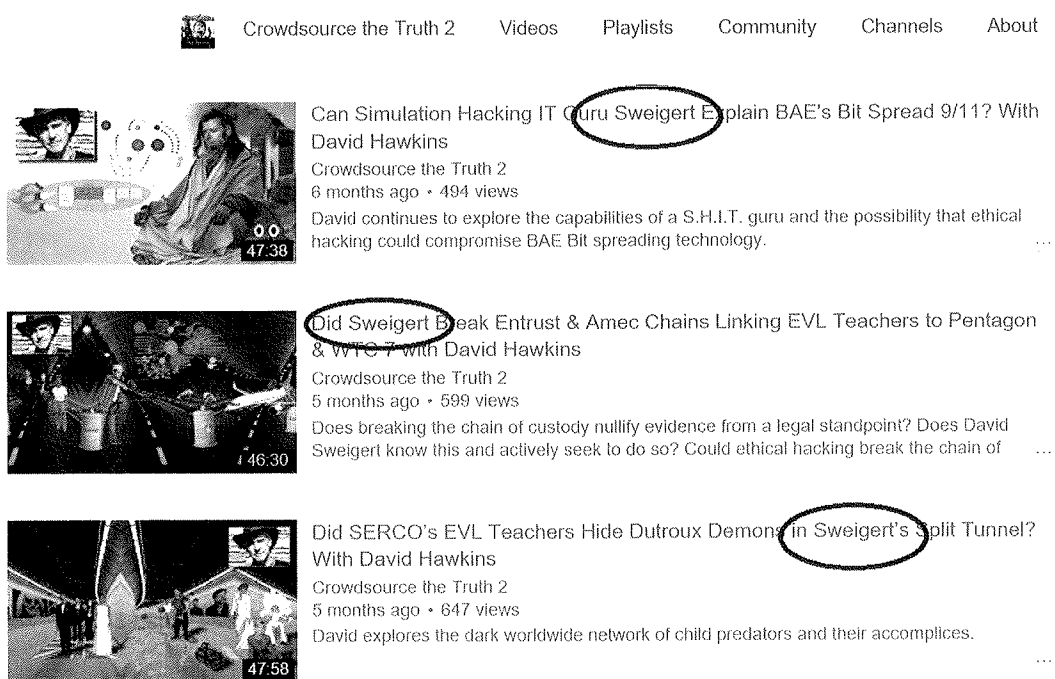 Crowdsource the Truth 2 Videos Playlists Community Channels About
Can Simulation Hacking IT Guru Sweigert Explain BAE's Bit Spread 9/11? With
David Hawkins
Crowdsource the Truth 2
6 months ago • 494 views
David continues to explore the capabilities of a S.H.I.T. guru and the possibility that ethical
hacking could compromise BAE Bit spreading technology.
...
47:38
Did Sweigert Break Entrust & Amec Chains Linking EVL Teachers to Pentagon
& WTC 7 with David Hawkins
Crowdsource the Truth 2
5 months ago • 599 views
Does breaking the chain of custody nullify evidence from a legal standpoint? Does David
Sweigert know this and actively seek to do so? Could ethical hacking break the chain of ...
46:30
Did SERCO's EVL Teachers Hide Dutroux Demons in Sweigert's Split Tunnel?
With David Hawkins
Crowdsource the Truth 2
5 months ago • 647 views
David explores the dark worldwide network of child predators and their accomplices.
...
47:58